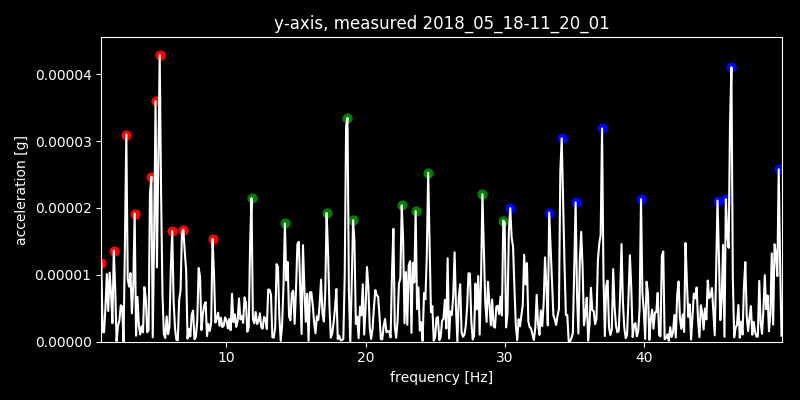 y-axis, measured 2018_05_18-11_20_01
0.00004
0.00003
0.00002
0.00001
0.00000
acceleration [g]
10 20 30 40
frequency [Hz]